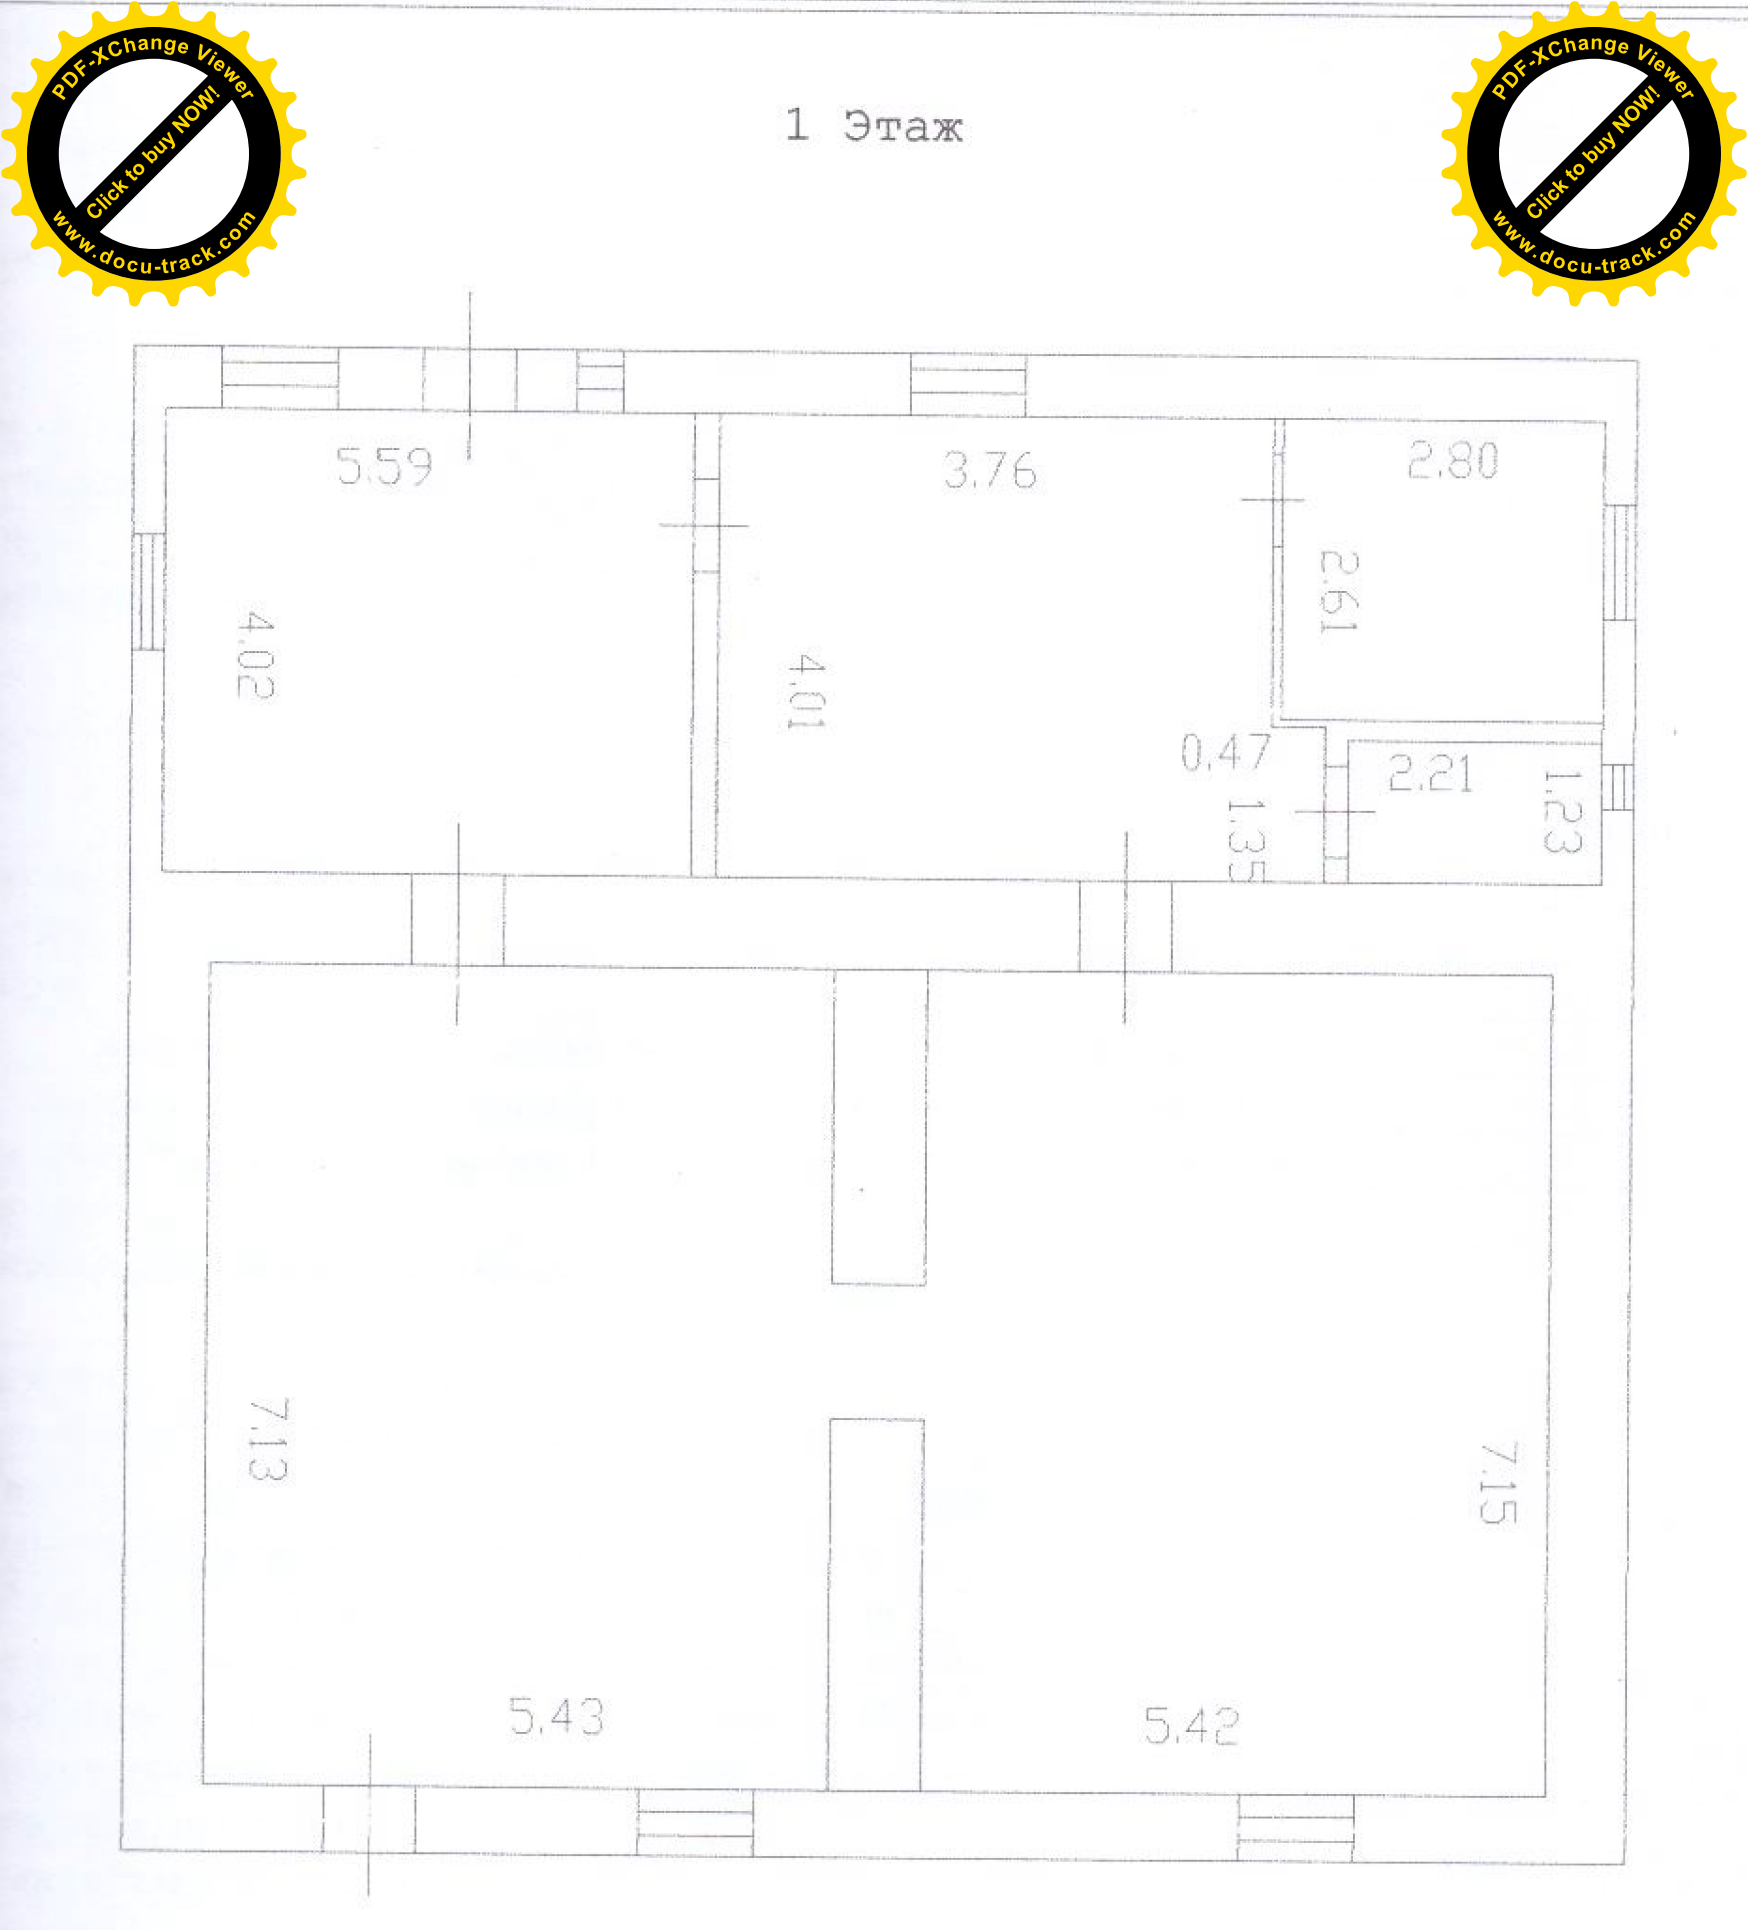 PDF-XChange Viewer
Click to buy NOW!
www.docu-track.com
PDF-XChange Viewer
Click to buy NOW!
www.docu-track.com
1 Этаж
5.59
3.76
2.80
2.61
4.02
4.01
0.47
2.21
1.23
1.35
7.13
7.15
5.43
5.42